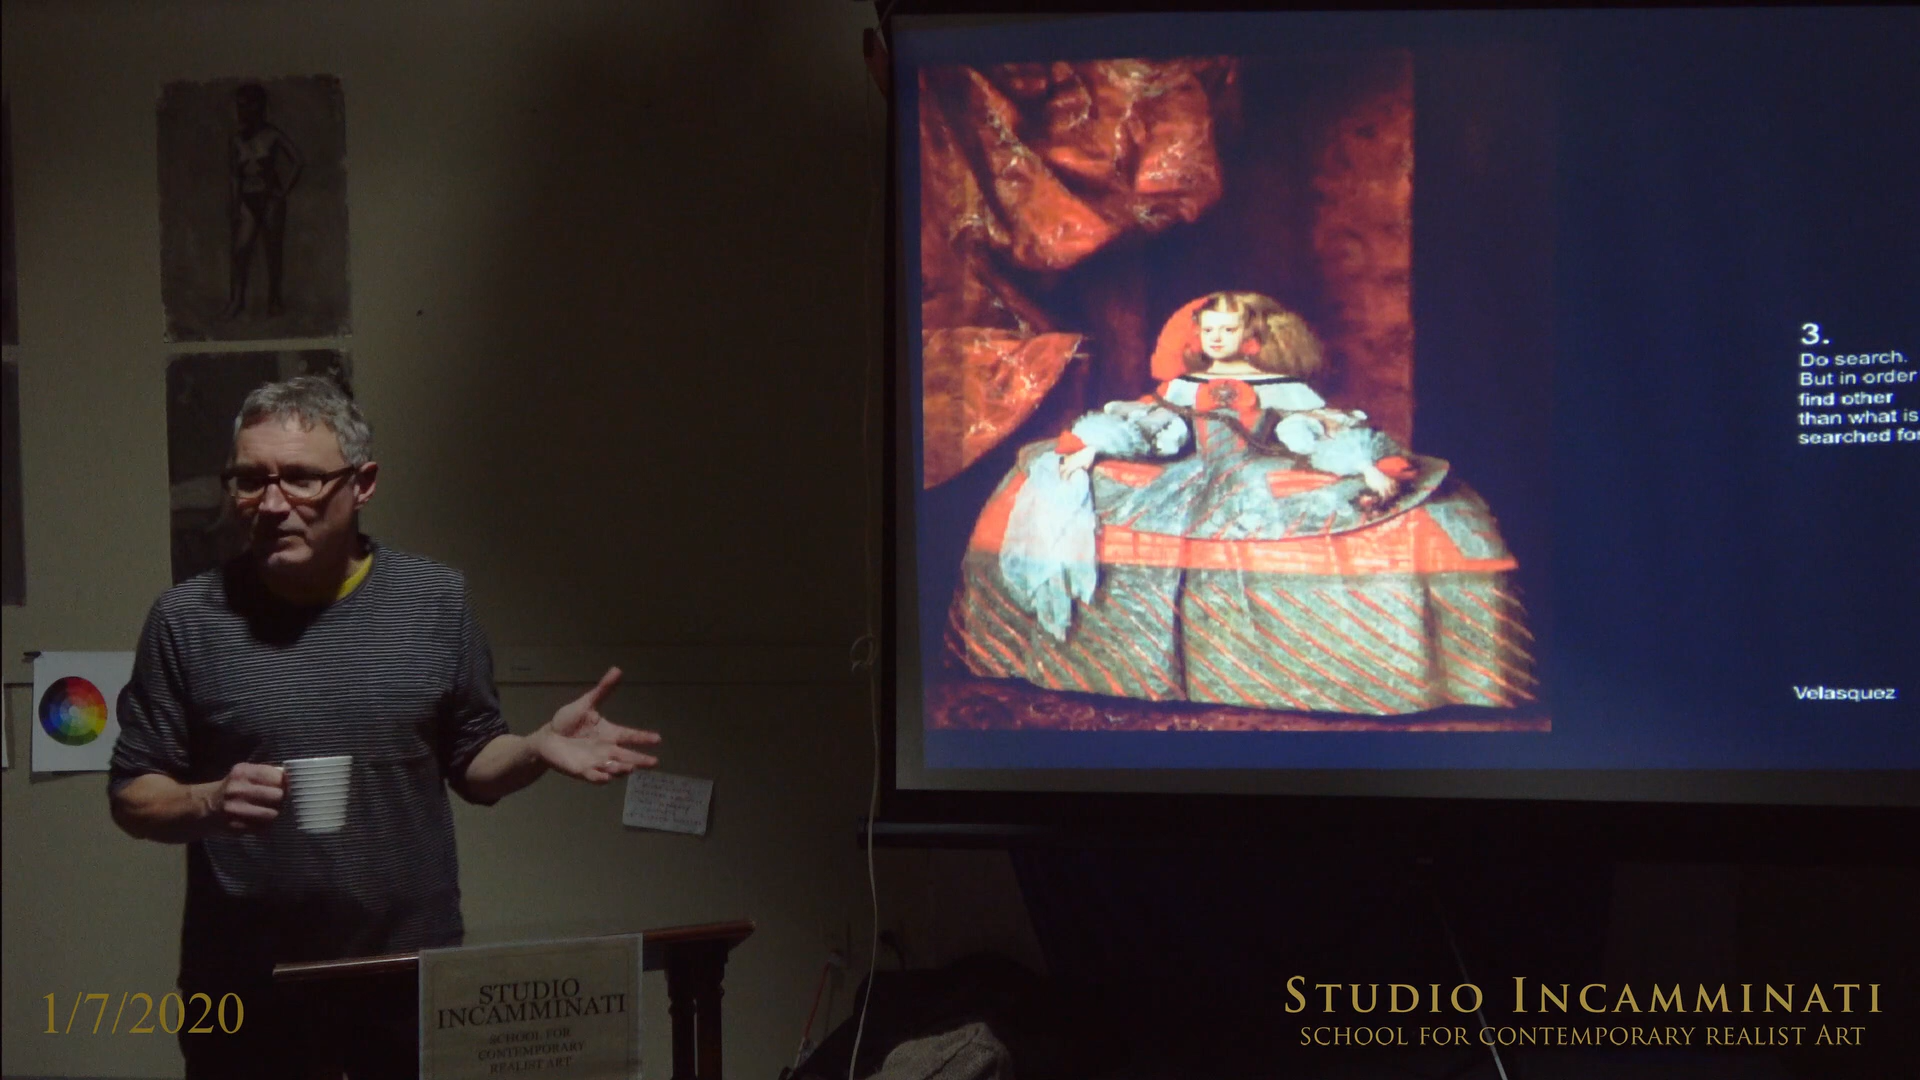 3.
Do search.
But in order
find other
than what is
searched for
Velasquez
STUDIO
INCAMMINATI
SCHOOL FOR
CONTEMPORARY
REALIST ART
1/7/2020
STUDIO INCAMMINATI
SCHOOL FOR CONTEMPORARY REALIST ART